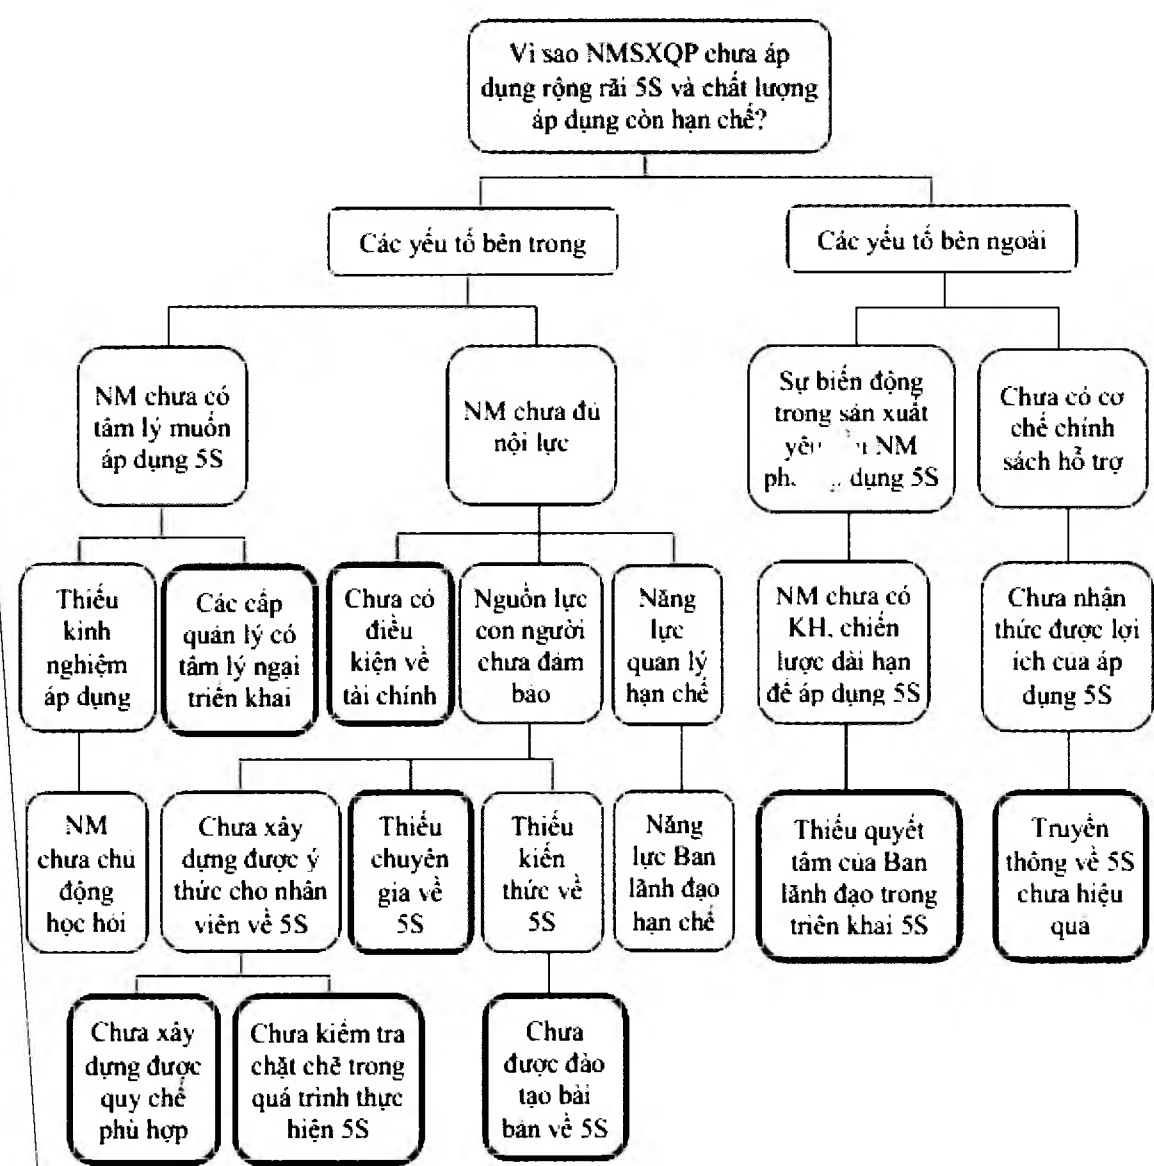 Vì sao NMSXQP chưa áp
dụng rộng rãi 5S và chất lượng
áp dụng còn hạn chế?
Các yếu tố bên trong
Các yếu tố bên ngoài
NM chưa có
tâm lý muốn
áp dụng 5S
NM chưa đủ
nội lực
Sự biến động
trong sản xuất
NM
dụng 5S
Chưa có cơ
chế chính
sách hỗ trợ
Thiếu
kinh
nghiệm
áp dụng
Các cấp
quản lý có
tâm lý ngại
triển khai
Chưa có
điều
kiện về
tài chính
Nguồn lực
con người
chưa đảm
bảo
Năng
lực
quản lý
hạn chế
NM chưa có
KH, chiến
lược dài hạn
để áp dụng 5S
Chưa nhận
thức được lợi
ích của áp
dụng 5S
NM
chưa chủ
động
học hỏi
Chưa xây
dựng được ý
thức cho nhân
viên về 5S
Thiếu
chuyên
gia về
5S
Thiếu
kiến
thức về
5S
Năng
lực Ban
lãnh đạo
hạn chế
Thiếu quyết
tâm của Ban
lãnh đạo trong
triển khai 5S
Truyền
thông về 5S
chưa hiệu
quả
Chưa xây
dựng được
quy chế
phù hợp
Chưa kiểm tra
chặt chẽ trong
quá trình thực
hiện 5S
Chưa
được đào
tạo bài
bản về 5S